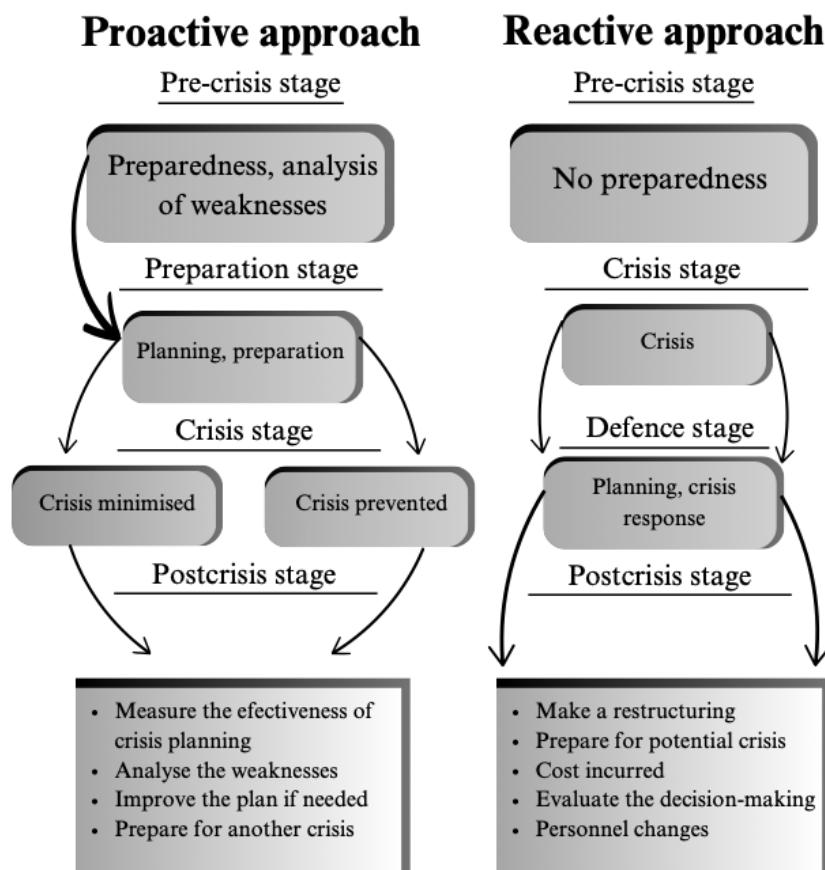 Proactive approach
Pre-crisis stage
Preparedness, analysis
of weaknesses
Preparation stage
Planning, preparation
Crisis stage
Crisis minimised
Crisis prevented
Postcrisis stage
• Measure the efectiveness of
crisis planning
• Analyse the weaknesses
• Improve the plan if needed
• Prepare for another crisis
Reactive approach
Pre-crisis stage
No preparedness
Crisis stage
Crisis
Defence stage
Planning, crisis
response
Postcrisis stage
• Make a restructuring
• Prepare for potential crisis
• Cost incurred
• Evaluate the decision-making
• Personnel changes